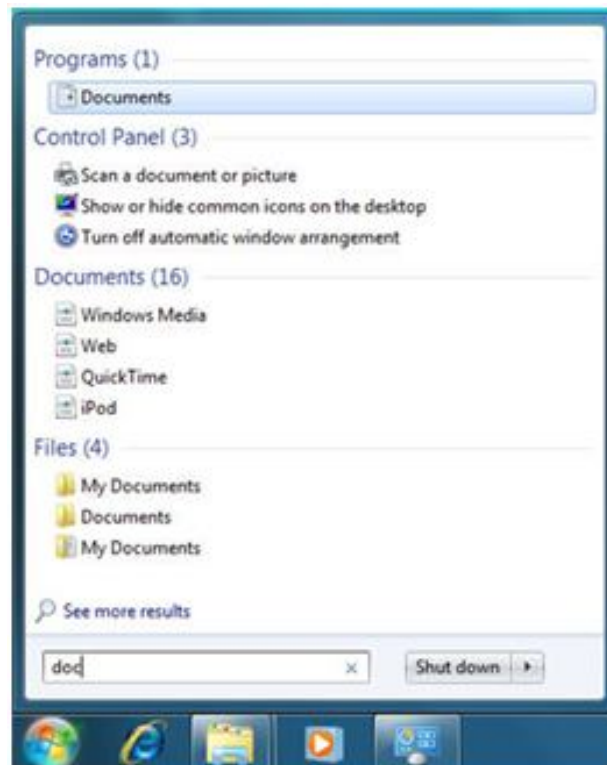 Programs (1)
Documents
Control Panel (3)
Scan a document or picture
Show or hide common icons on the desktop
Turn off automatic window arrangement
Documents (16)
Windows Media
Web
QuickTime
iPod
Files (4)
My Documents
Documents
My Documents
See more results
doc Shut down